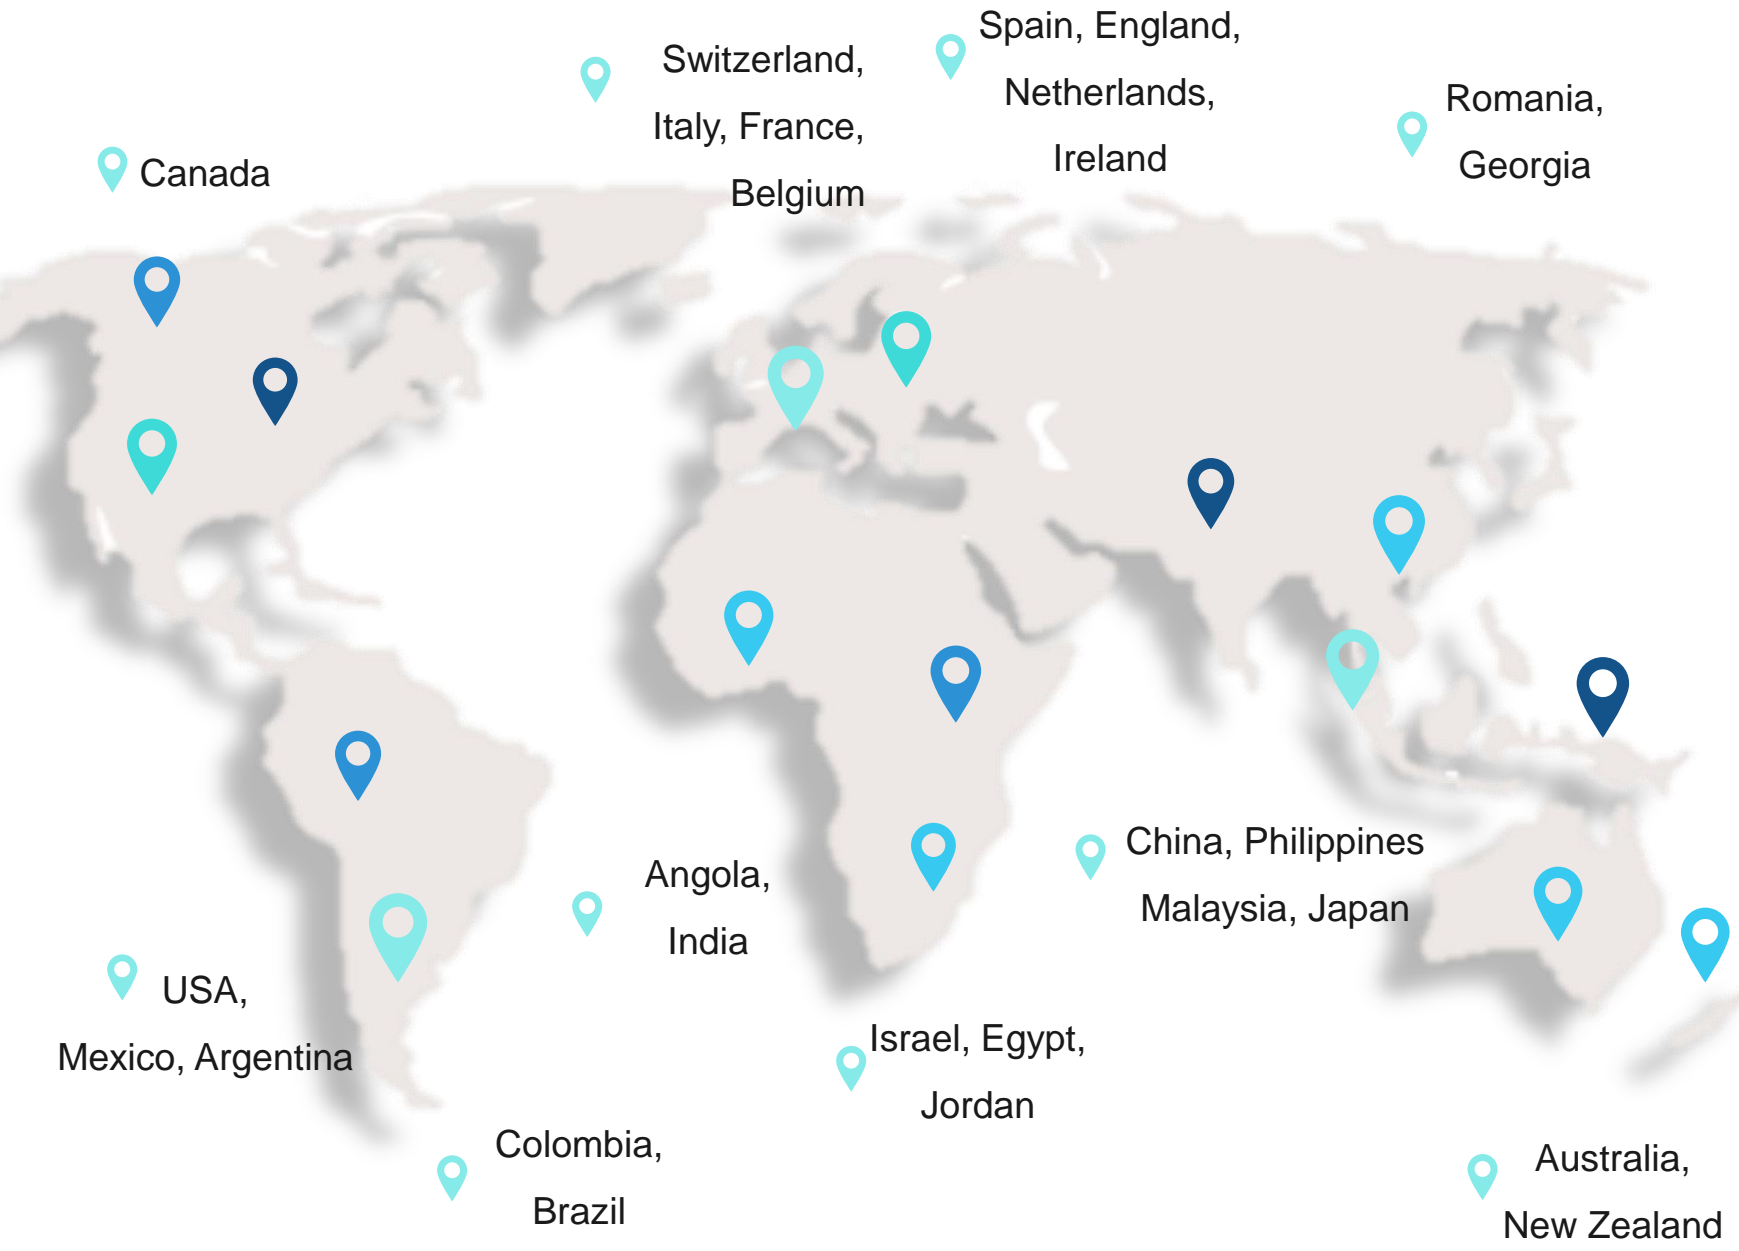 Canada
Switzerland,
Italy, France,
Belgium
Spain, England,
Netherlands,
Ireland
Romania,
Georgia
USA,
Mexico, Argentina
Colombia,
Brazil
Angola,
India
Israel, Egypt,
Jordan
China, Philippines
Malaysia, Japan
Australia,
New Zealand